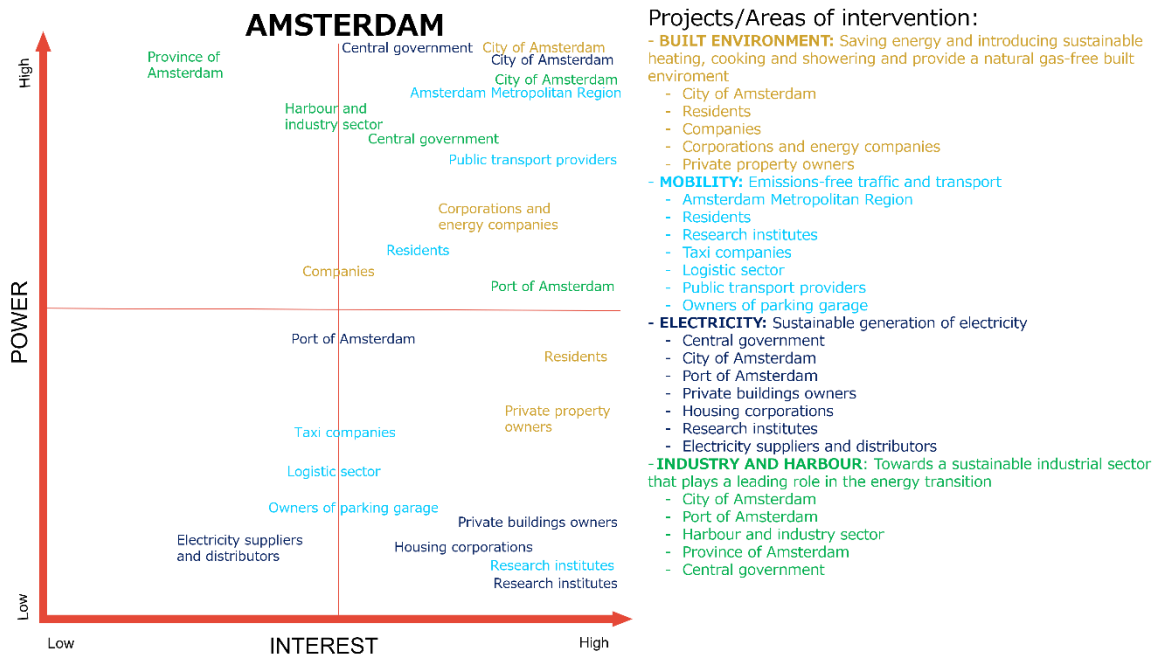 AMSTERDAM
High
Province of
Amsterdam
Central government
City of Amsterdam
City of Amsterdam
City of Amsterdam
Amsterdam Metropolitan Region
Harbour and
industry sector
Central government
Public transport providers
Corporations and
energy companies
Residents
Companies
Port of Amsterdam
POWER
Port of Amsterdam
Residents
Private property
owners
Taxi companies
Logistic sector
Owners of parking garage
Private buildings owners
Electricity suppliers
and distributors
Housing corporations
Research institutes
Research institutes
Low
Low
INTEREST
High
Projects/Areas of intervention:
- BUILT ENVIRONMENT: Saving energy and introducing sustainable
heating, cooking and showering and provide a natural gas-free built
enviroment
- City of Amsterdam
- Residents
- Companies
- Corporations and energy companies
- Private property owners
- MOBILITY: Emissions-free traffic and transport
- Amsterdam Metropolitan Region
- Residents
- Research institutes
- Taxi companies
- Logistic sector
- Public transport providers
- Owners of parking garage
- ELECTRICITY: Sustainable generation of electricity
- Central government
- City of Amsterdam
- Port of Amsterdam
- Private buildings owners
- Housing corporations
- Research institutes
- Electricity suppliers and distributors
- INDUSTRY AND HARBOUR: Towards a sustainable industrial sector
that plays a leading role in the energy transition
- City of Amsterdam
- Port of Amsterdam
- Harbour and industry sector
- Province of Amsterdam
- Central government